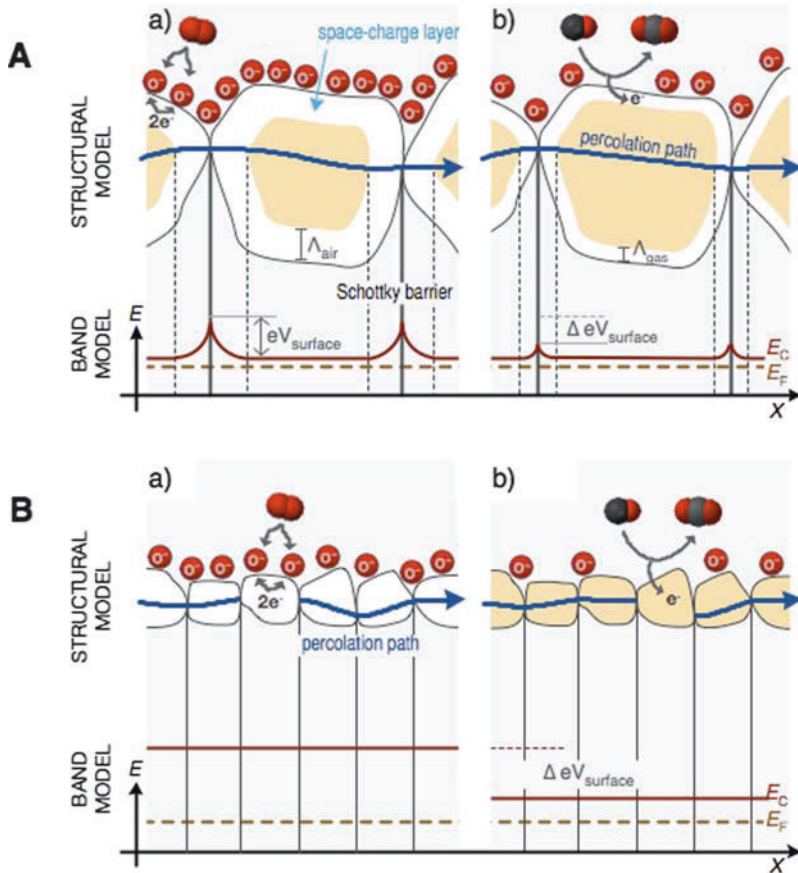 A
a)
b)
space-charge layer
O⁻ O⁻ O⁻ O⁻ O⁻ O⁻ O⁻ O⁻ O⁻ O⁻ O⁻ O⁻
O⁻ O⁻ O⁻ O⁻ O⁻ O⁻
2e⁻
e⁻
percolation path
STRUCTURAL
MODEL
Λair
Λgas
Schottky barrier
BAND
MODEL
E
eVsurface
Δ eVsurface
EC
EF
X
B
a)
b)
O⁻ O⁻ O⁻ O⁻ O⁻ O⁻ O⁻ O⁻
O⁻ O⁻ O⁻ O⁻
2e⁻
e⁻
percolation path
STRUCTURAL
MODEL
BAND
MODEL
E
Δ eVsurface
EC
EF
X